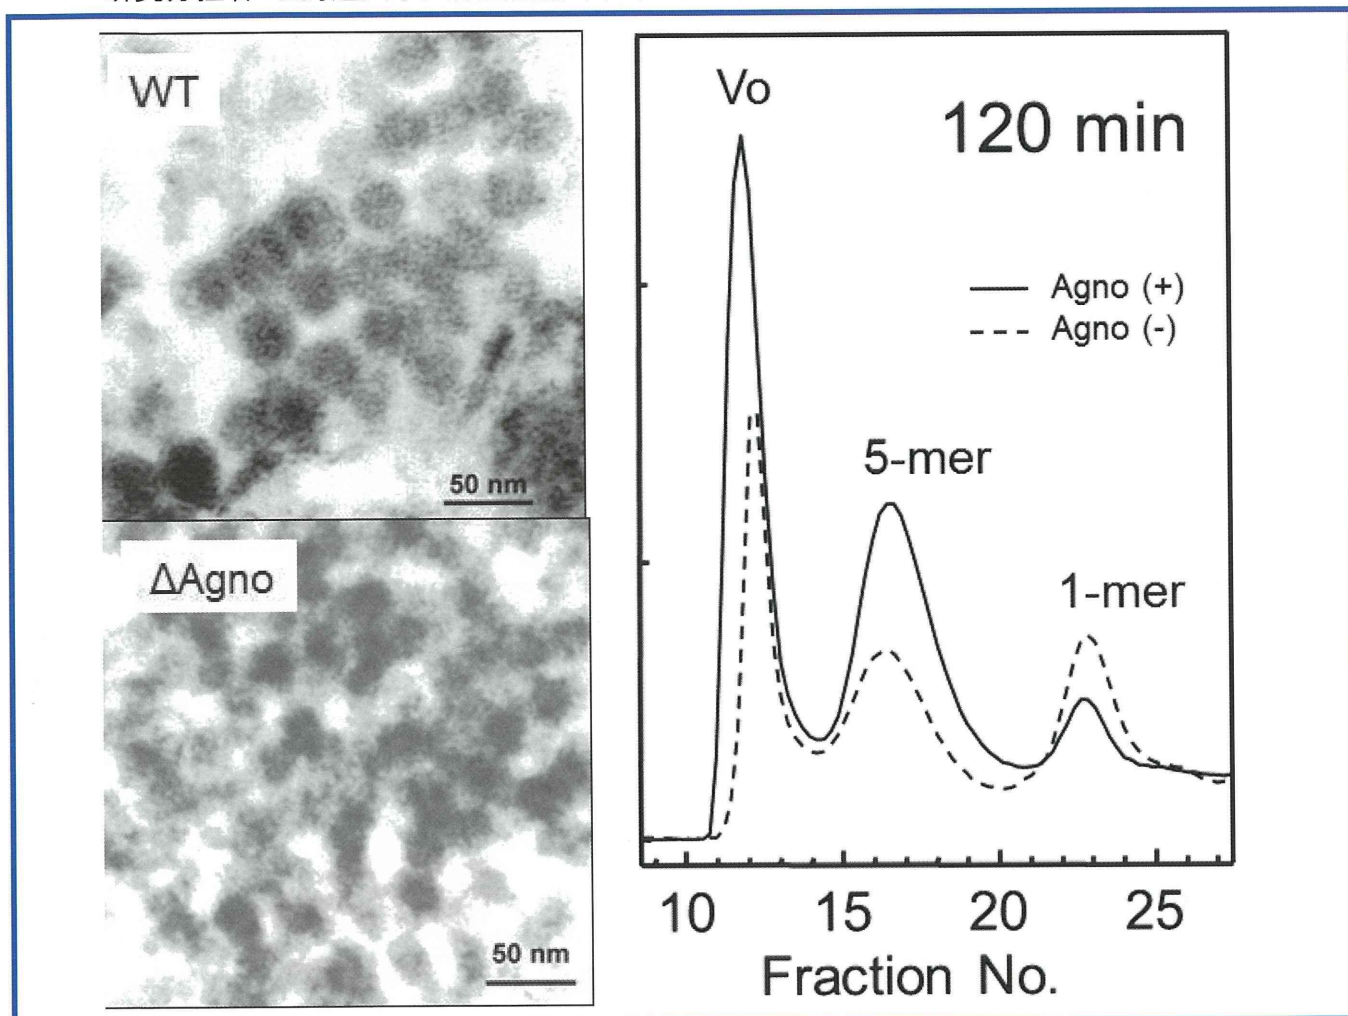 WT
50 nm
ΔAgno
50 nm
Vo
120 min
Agno (+)
Agno (-)
5-mer
1-mer
10 15 20 25
Fraction No.